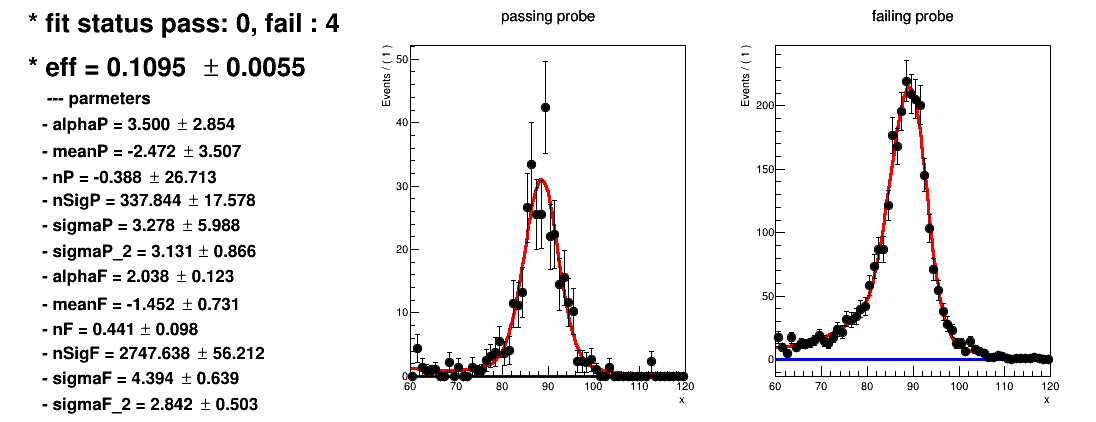 * fit status pass: 0, fail : 4
* eff = 0.1095 ± 0.0055
--- parmeters
- alphaP = 3.500 ± 2.854
- meanP = -2.472 ± 3.507
- nP = -0.388 ± 26.713
- nSigP = 337.844 ± 17.578
- sigmaP = 3.278 ± 5.988
- sigmaP_2 = 3.131 ± 0.866
- alphaF = 2.038 ± 0.123
- meanF = -1.452 ± 0.731
- nF = 0.441 ± 0.098
- nSigF = 2747.638 ± 56.212
- sigmaF = 4.394 ± 0.639
- sigmaF_2 = 2.842 ± 0.503
passing probe
Events / ( 1 )
50
40
30
20
10
0
60 70 80 90 100 110 120
x
failing probe
Events / ( 1 )
200
150
100
50
0
60 70 80 90 100 110 120
x